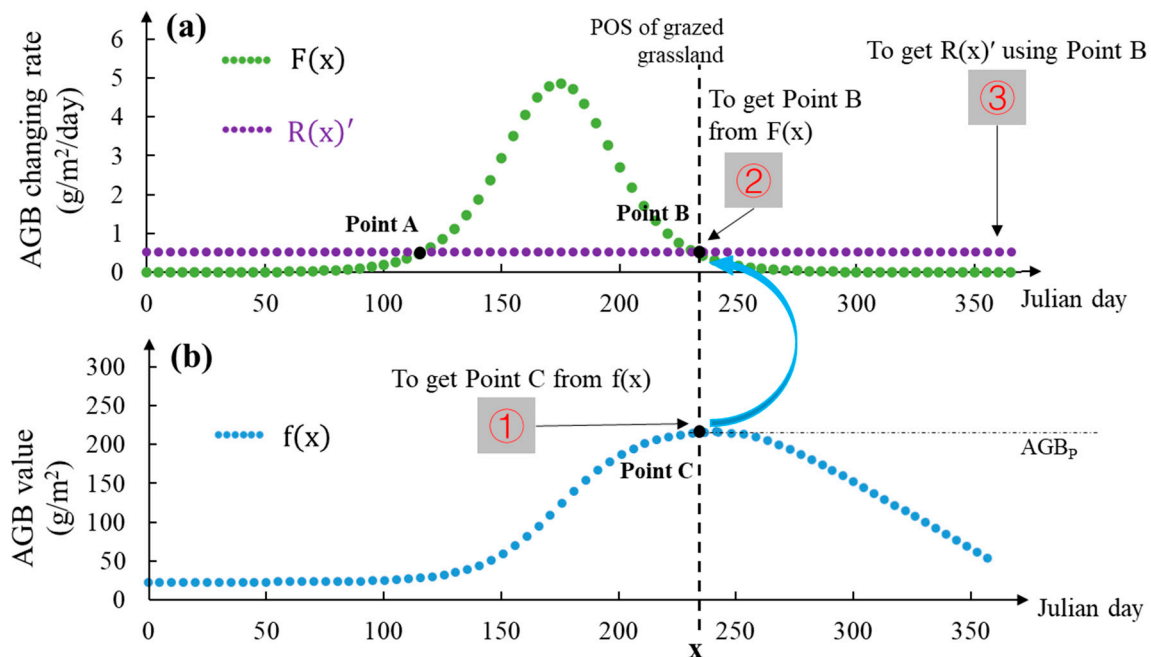 (a)
POS of grazed
grassland
To get R(x)′ using Point B
③
F(x)
R(x)′
To get Point B
from F(x)
②
Point A
Point B
AGB changing rate
(g/m²/day)
6
5
4
3
2
1
0
0 50 100 150 200 250 300 350
Julian day
(b)
To get Point C from f(x)
①
f(x)
Point C
AGBₚ
AGB value
(g/m²)
300
250
200
150
100
50
0
0 50 100 150 200 250 300 350
Julian day
x